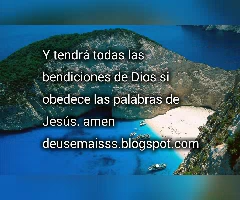 Y tendrá todas las
bendiciones de Dios si
obedece las palabras de
Jesús. amen
deusemaisss.blogspot.com